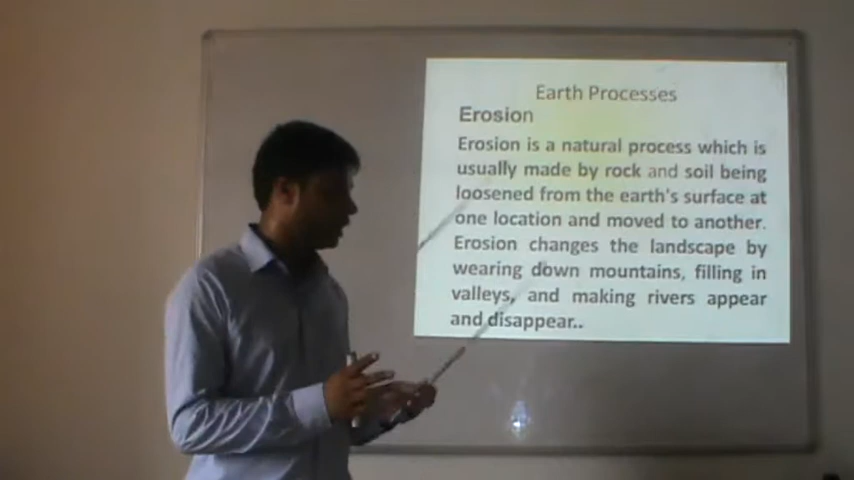 Earth Processes
Erosion
Erosion is a natural process which is
usually made by rock and soil being
loosened from the earth's surface at
one location and moved to another.
Erosion changes the landscape by
wearing down mountains, filling in
valleys, and making rivers appear
and disappear..